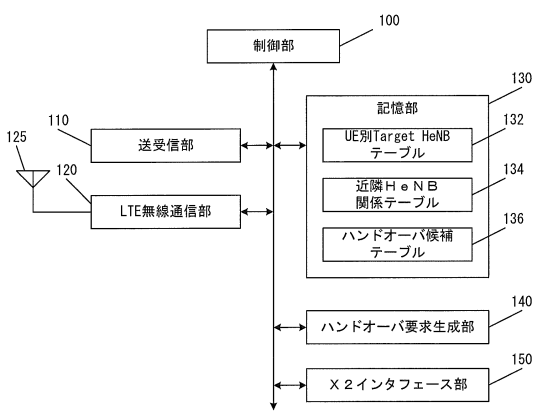 100
制御部
130
記憶部
110
送受信部
132
UE別Target HeNB
テーブル
125
120
LTE無線通信部
134
近隣ＨｅＮＢ
関係テーブル
136
ハンドオーバ候補
テーブル
140
ハンドオーバ要求生成部
150
Ｘ２インタフェース部